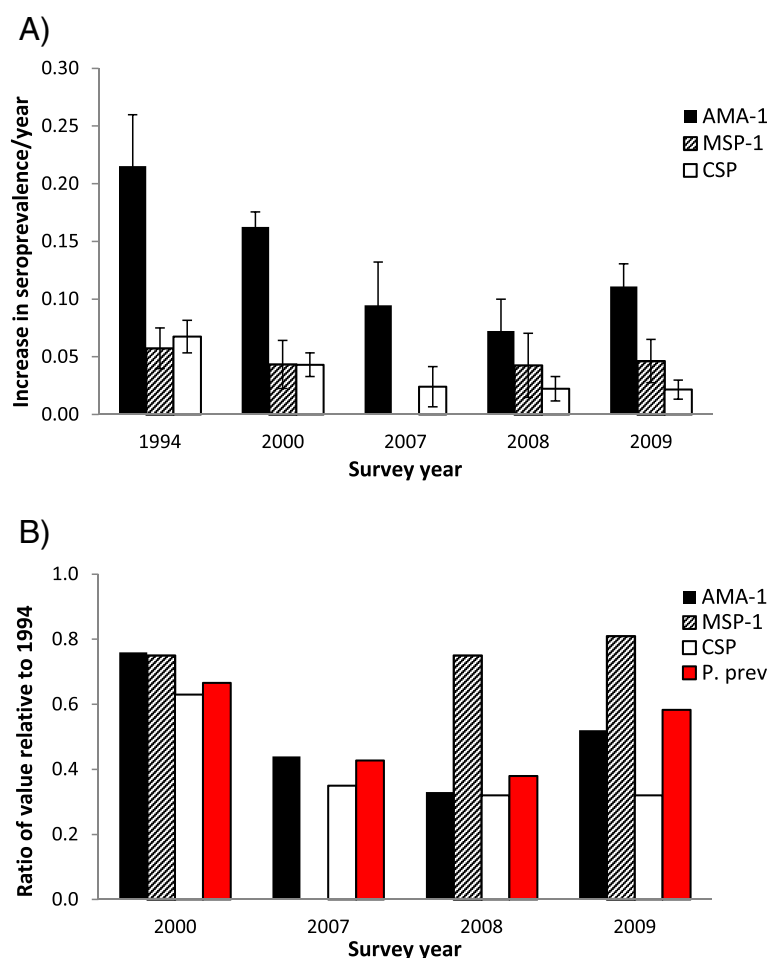 A)
0.30
0.25
0.20
0.15
0.10
0.05
0.00
Increase in seroprevalence/year
AMA-1
MSP-1
CSP
1994 2000 2007 2008 2009
Survey year
B)
1.0
0.8
0.6
0.4
0.2
0.0
Ratio of value relative to 1994
AMA-1
MSP-1
CSP
P. prev
2000 2007 2008 2009
Survey year